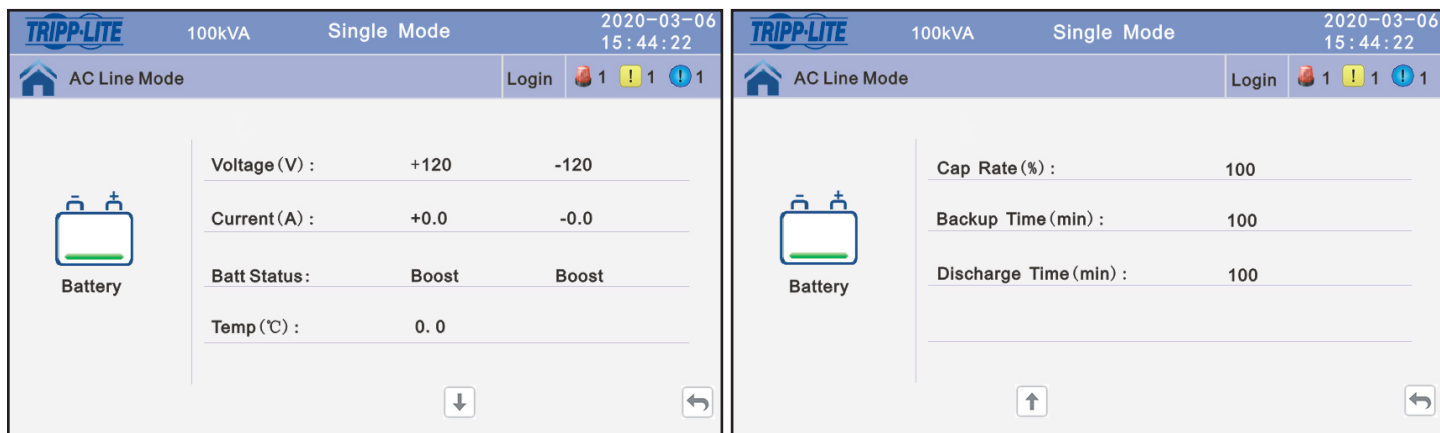 TRIPP·LITE 100kVA Single Mode 2020-03-06
15:44:22
AC Line Mode Login 1 ! 1 ! 1
Voltage(V): +120 -120
Current(A): +0.0 -0.0
Batt Status: Boost Boost
Battery
Temp(℃): 0.0
TRIPP·LITE 100kVA Single Mode 2020-03-06
15:44:22
AC Line Mode Login 1 ! 1 ! 1
Cap Rate(%): 100
Backup Time(min): 100
Discharge Time(min): 100
Battery